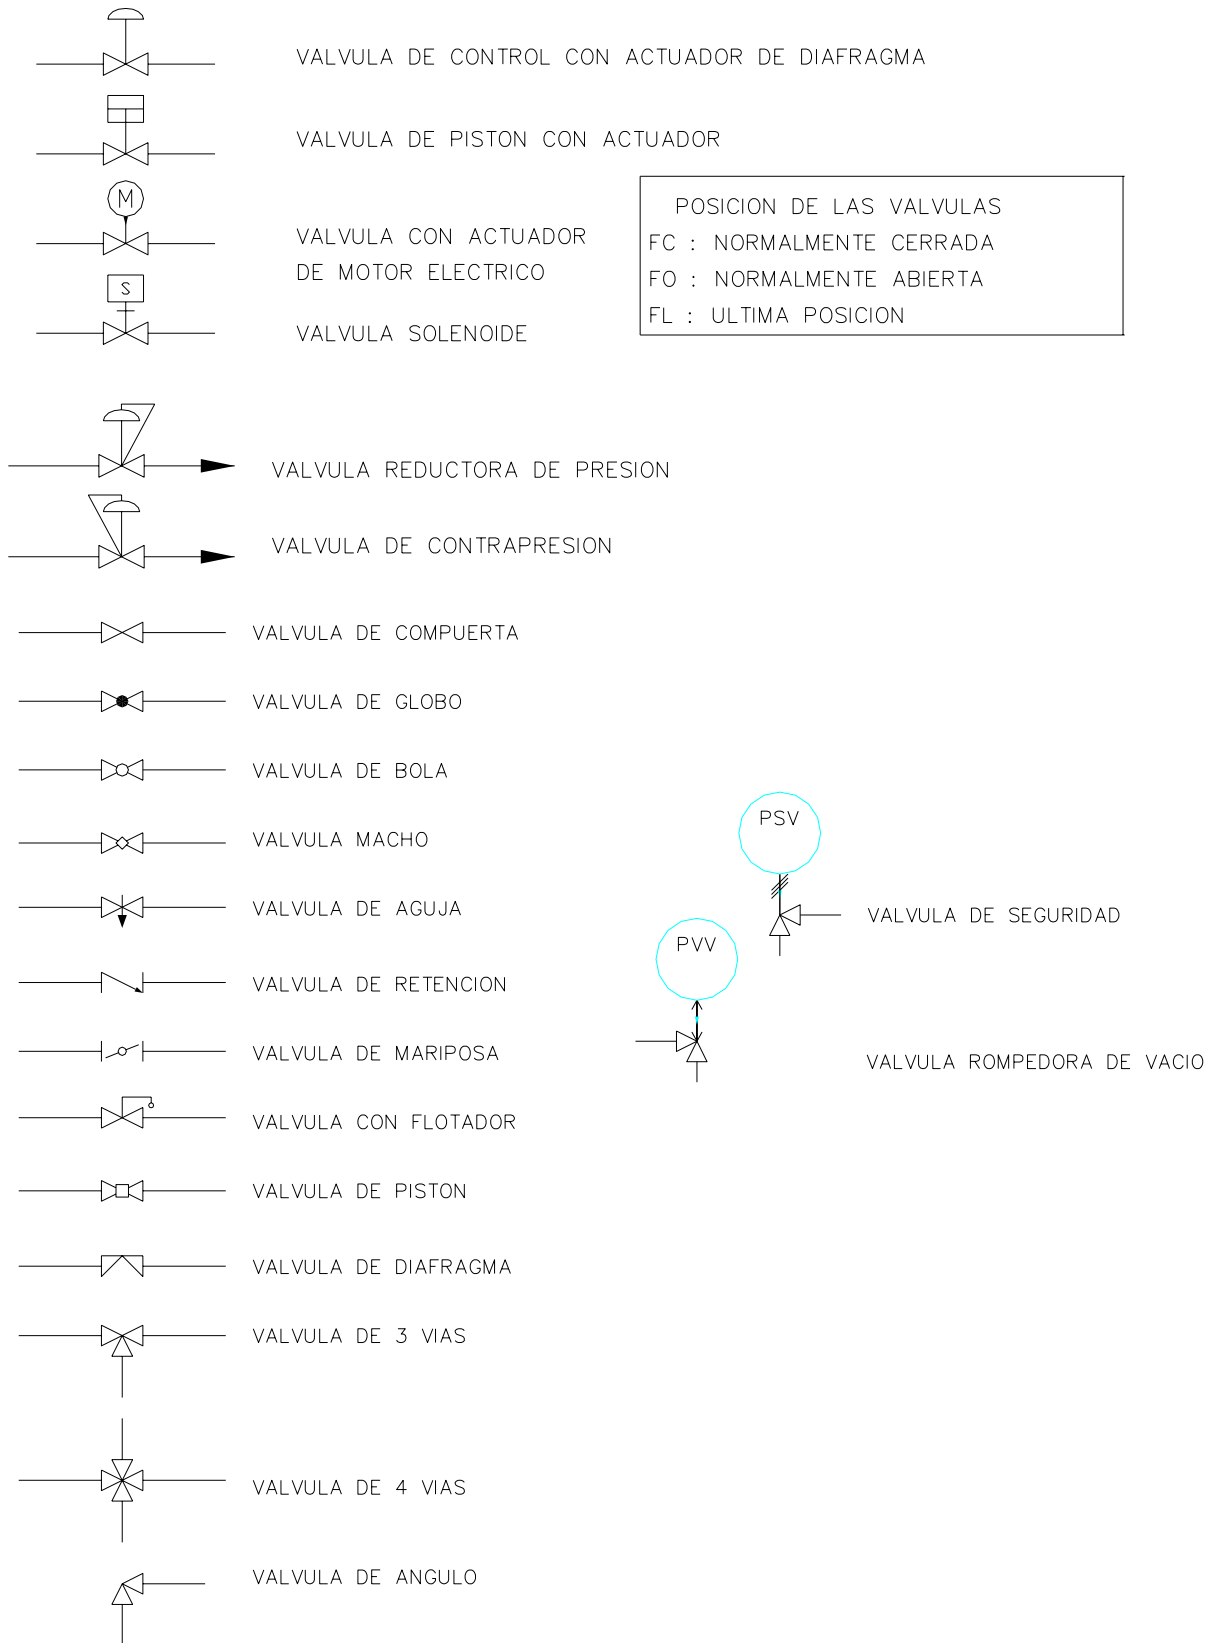 VALVULA DE CONTROL CON ACTUADOR DE DIAFRAGMA
VALVULA DE PISTON CON ACTUADOR
M
VALVULA CON ACTUADOR
DE MOTOR ELECTRICO
S
VALVULA SOLENOIDE
POSICION DE LAS VALVULAS
FC : NORMALMENTE CERRADA
FO : NORMALMENTE ABIERTA
FL : ULTIMA POSICION
VALVULA REDUCTORA DE PRESION
VALVULA DE CONTRAPRESION
VALVULA DE COMPUERTA
VALVULA DE GLOBO
VALVULA DE BOLA
VALVULA MACHO
VALVULA DE AGUJA
VALVULA DE RETENCION
VALVULA DE MARIPOSA
VALVULA CON FLOTADOR
VALVULA DE PISTON
VALVULA DE DIAFRAGMA
VALVULA DE 3 VIAS
VALVULA DE 4 VIAS
VALVULA DE ANGULO
PSV
VALVULA DE SEGURIDAD
PVV
VALVULA ROMPEDORA DE VACIO